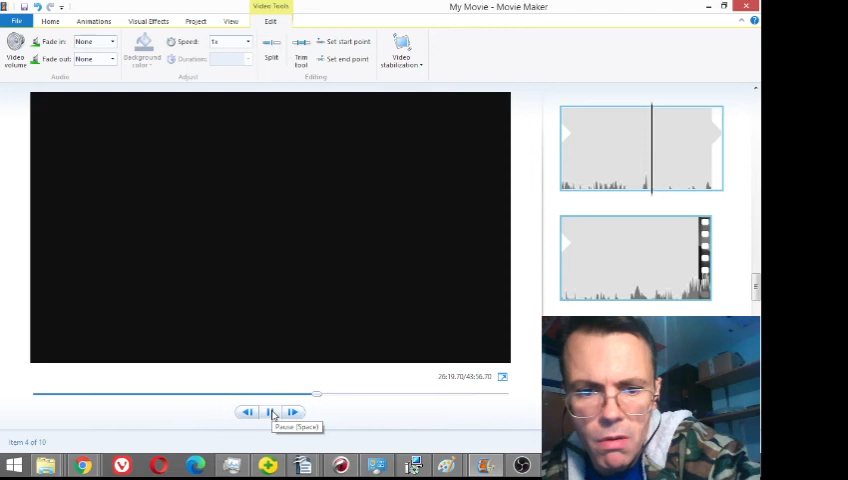 Video Tools
My Movie - Movie Maker
File Home Animations Visual Effects Project View Edit
Video volume
Fade in: None
Fade out: None
Audio
Background color
Speed: 1x
Duration:
Adjust
Split
Trim tool
Set start point
Set end point
Editing
Video stabilization
26:19.70/43:56.70
Pause (Space)
Item 4 of 10